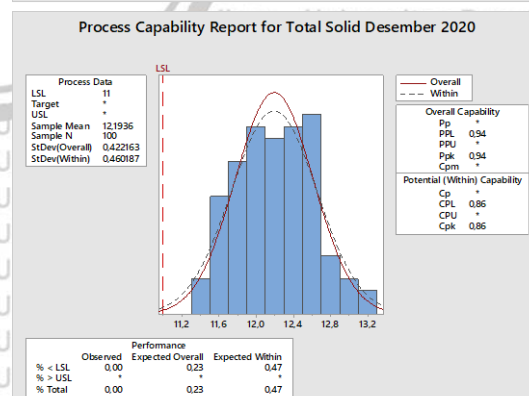 Process Capability Report for Total Solid Desember 2020
LSL
Process Data
LSL 11
Target *
USL *
Sample Mean 12,1936
Sample N 100
StDev(Overall) 0,422163
StDev(Within) 0,460187
Overall
Within
Overall Capability
Pp *
PPL 0,94
PPU *
Ppk 0,94
Cpm *
Potential (Within) Capability
Cp *
CPL 0,86
CPU *
Cpk 0,86
11,2 11,6 12,0 12,4 12,8 13,2
Performance
Observed Expected Overall Expected Within
% < LSL 0,00 0,23 0,47
% > USL * * *
% Total 0,00 0,23 0,47